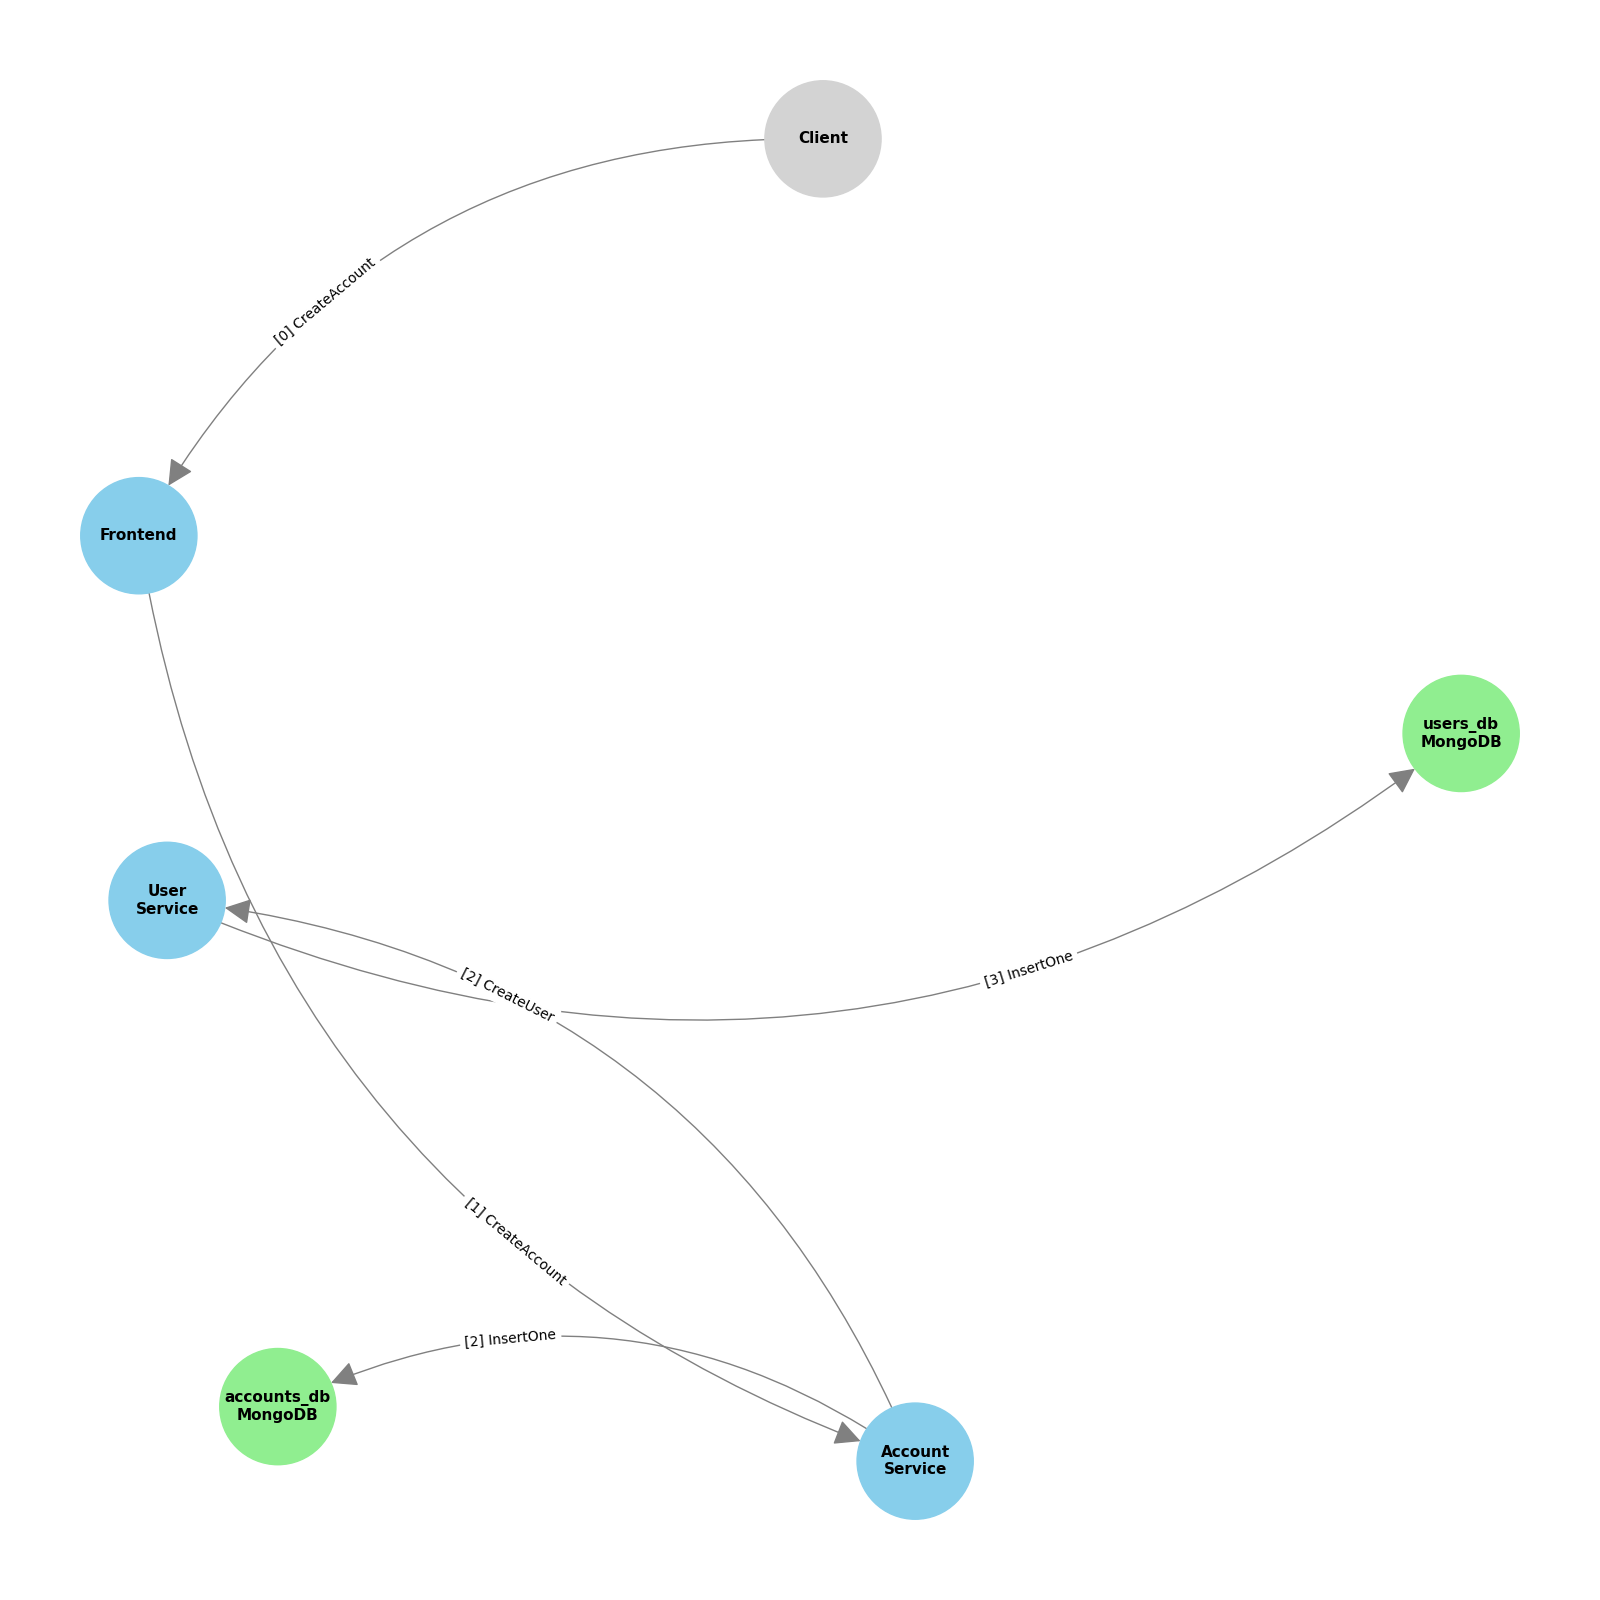 Client
[0] CreateAccount
Frontend
users_db
MongoDB
User
Service
[2] CreateUser
[3] InsertOne
[1] CreateAccount
[2] InsertOne
accounts_db
MongoDB
Account
Service